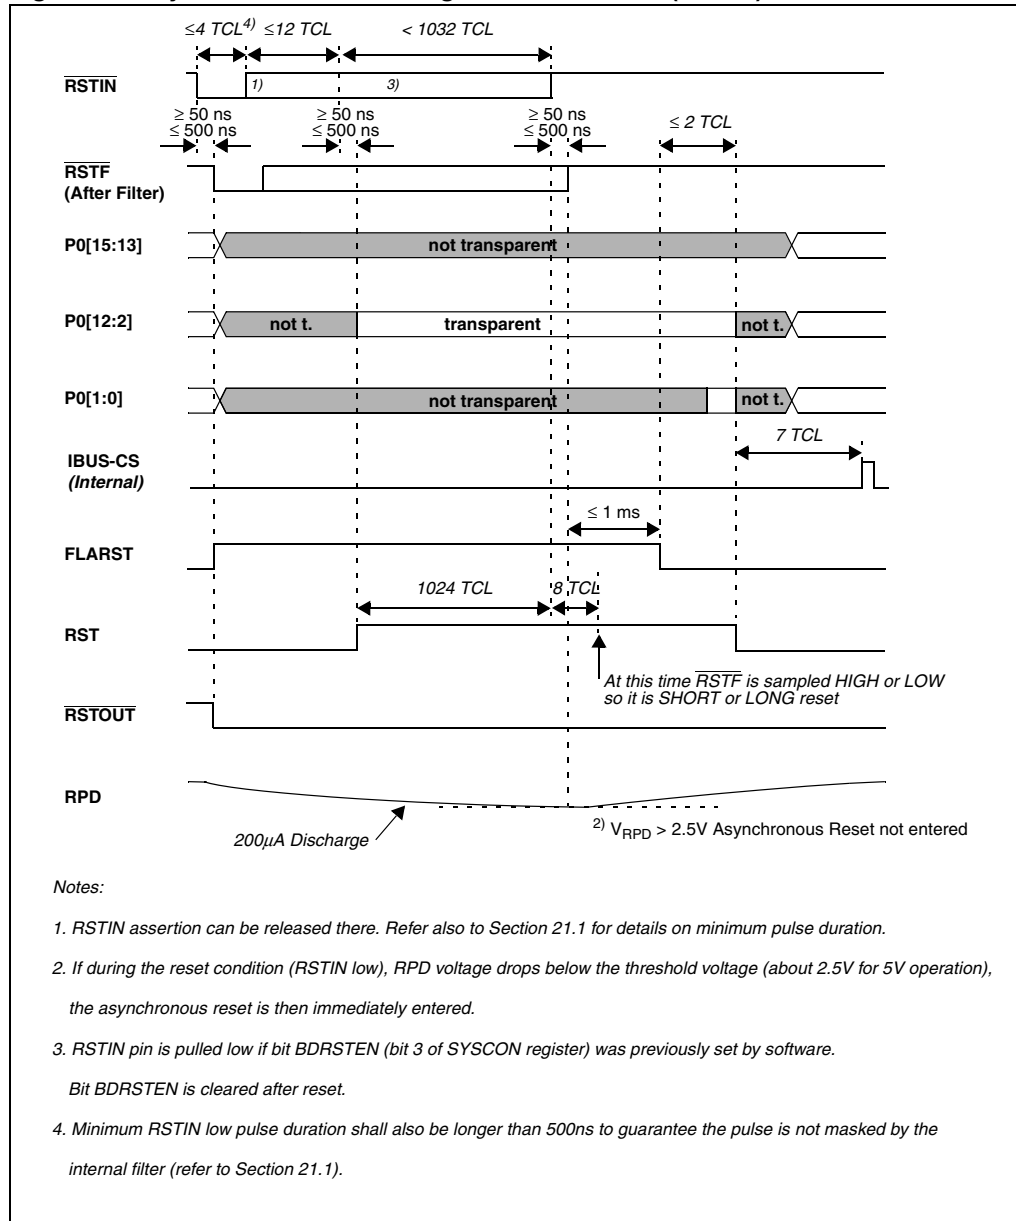 ≤4 TCL4) ≤12 TCL < 1032 TCL
RSTIN 1) 3)
≥ 50 ns ≥ 50 ns ≥ 50 ns
≤ 500 ns ≤ 500 ns ≤ 500 ns ≤ 2 TCL
RSTF
(After Filter)
P0[15:13] not transparent
P0[12:2] not t. transparent not t.
P0[1:0] not transparent not t.
7 TCL
IBUS-CS
(Internal)
≤ 1 ms
FLARST
1024 TCL 8 TCL
RST
At this time RSTF is sampled HIGH or LOW
so it is SHORT or LONG reset
RSTOUT
RPD
200μA Discharge
2) VRPD > 2.5V Asynchronous Reset not entered
Notes:
1. RSTIN assertion can be released there. Refer also to Section 21.1 for details on minimum pulse duration.
2. If during the reset condition (RSTIN low), RPD voltage drops below the threshold voltage (about 2.5V for 5V operation),
the asynchronous reset is then immediately entered.
3. RSTIN pin is pulled low if bit BDRSTEN (bit 3 of SYSCON register) was previously set by software.
Bit BDRSTEN is cleared after reset.
4. Minimum RSTIN low pulse duration shall also be longer than 500ns to guarantee the pulse is not masked by the
internal filter (refer to Section 21.1).